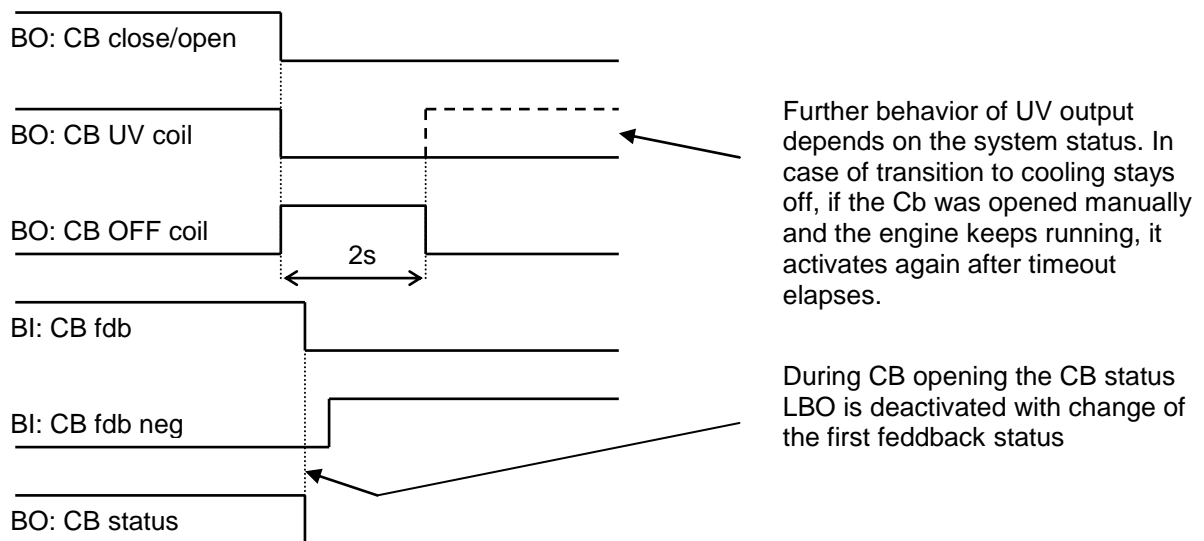 BO: CB close/open
BO: CB UV coil
BO: CB OFF coil
2s
BI: CB fdb
BI: CB fdb neg
BO: CB status
Further behavior of UV output
depends on the system status. In
case of transition to cooling stays
off, if the Cb was opened manually
and the engine keeps running, it
activates again after timeout
elapses.
During CB opening the CB status
LBO is deactivated with change of
the first feddback status